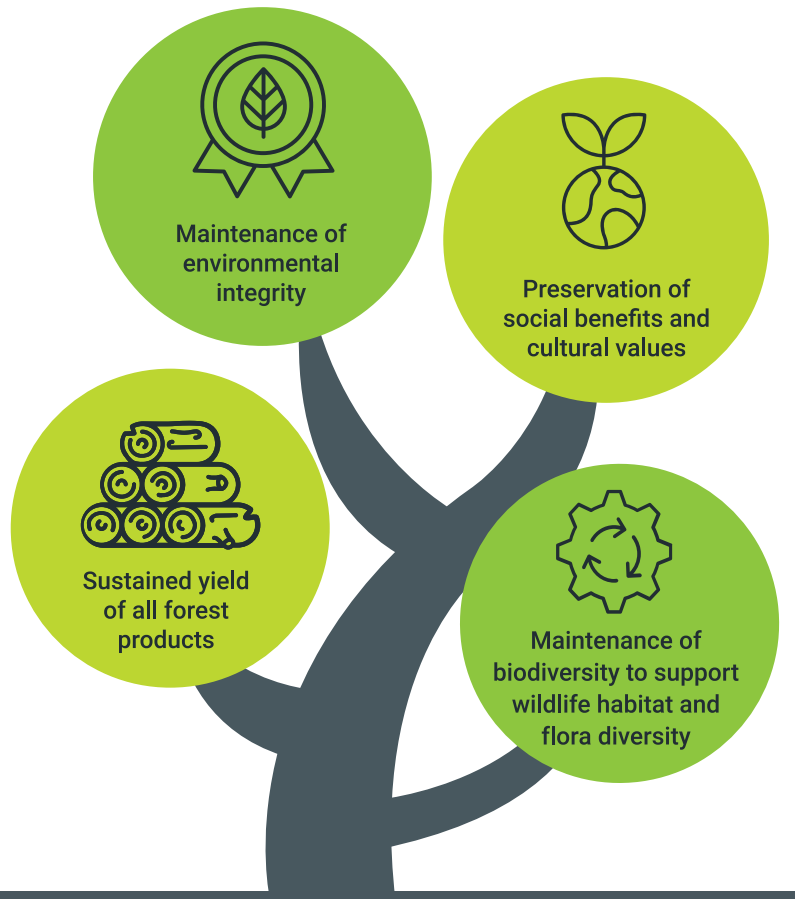 Maintenance of
environmental
integrity
Preservation of
social benefits and
cultural values
Sustained yield
of all forest
products
Maintenance of
biodiversity to support
wildlife habitat and
flora diversity